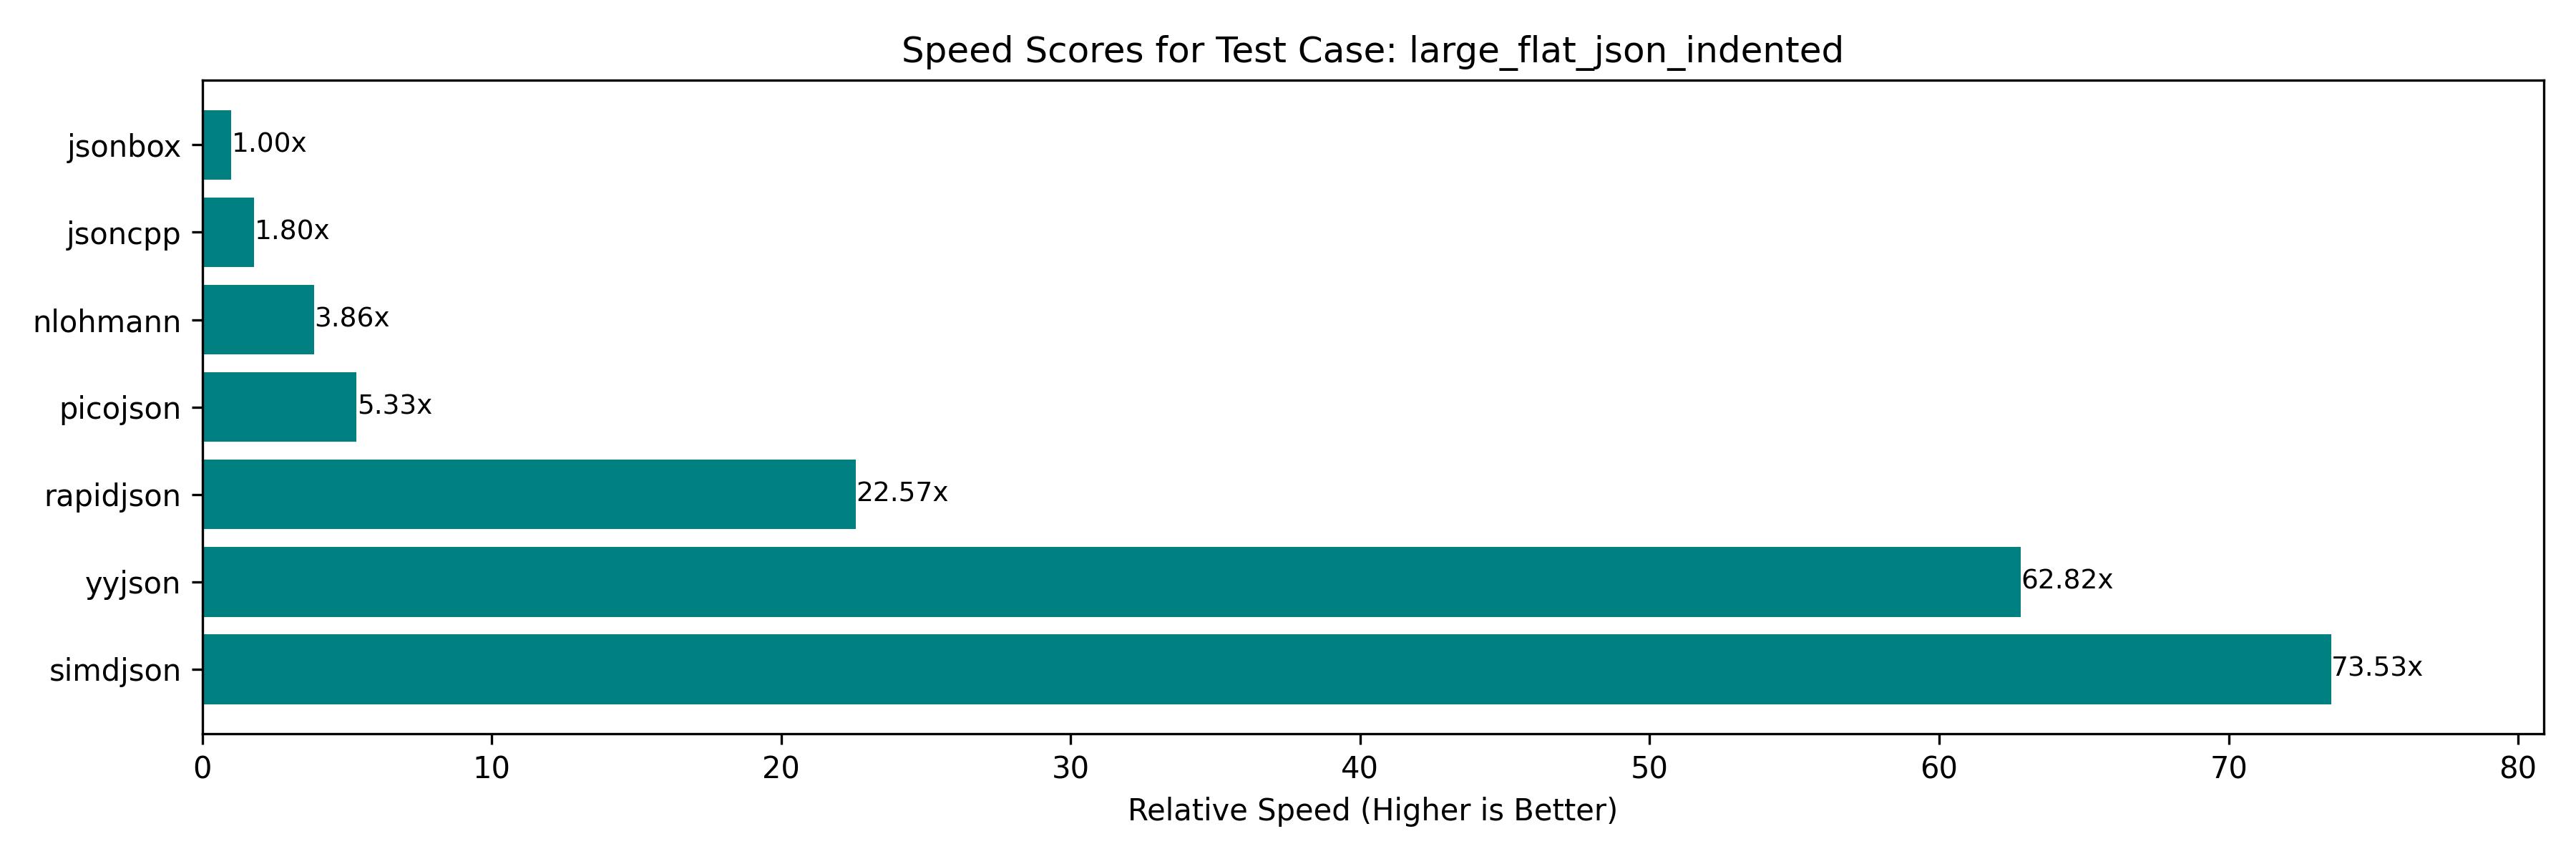 Speed Scores for Test Case: large_flat_json_indented
jsonbox 1.00x
jsoncpp 1.80x
nlohmann 3.86x
picojson 5.33x
rapidjson 22.57x
yyjson 62.82x
simdjson 73.53x
0 10 20 30 40 50 60 70 80
Relative Speed (Higher is Better)